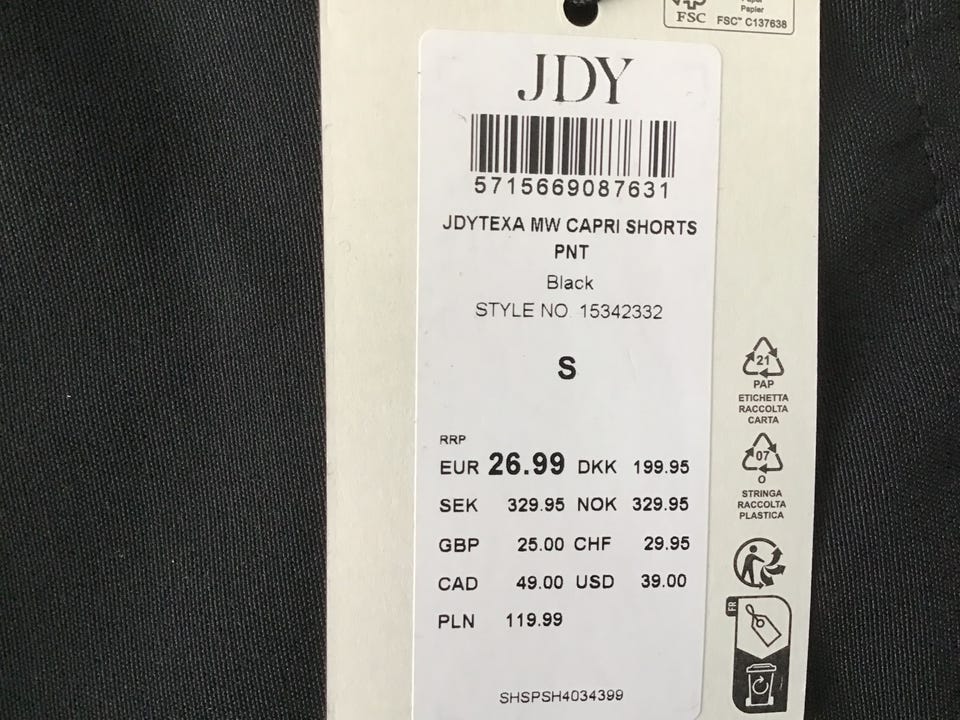 Papier
FSC
FSC™ C137638
JDY
5715669087631
JDYTEXA MW CAPRI SHORTS
PNT
Black
STYLE NO. 15342332
S
RRP
EUR 26.99 DKK 199.95
SEK 329.95 NOK 329.95
GBP 25.00 CHF 29.95
CAD 49.00 USD 39.00
PLN 119.99
SHSPSH4034399
21
PAP
ETICHETTA
RACCOLTA
CARTA
07
O
STRINGA
RACCOLTA
PLASTICA
FR